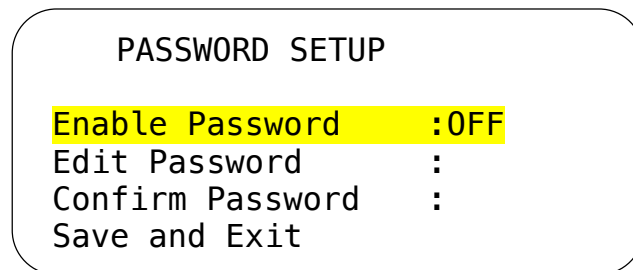 PASSWORD SETUP
Enable Password :OFF
Edit Password :
Confirm Password :
Save and Exit